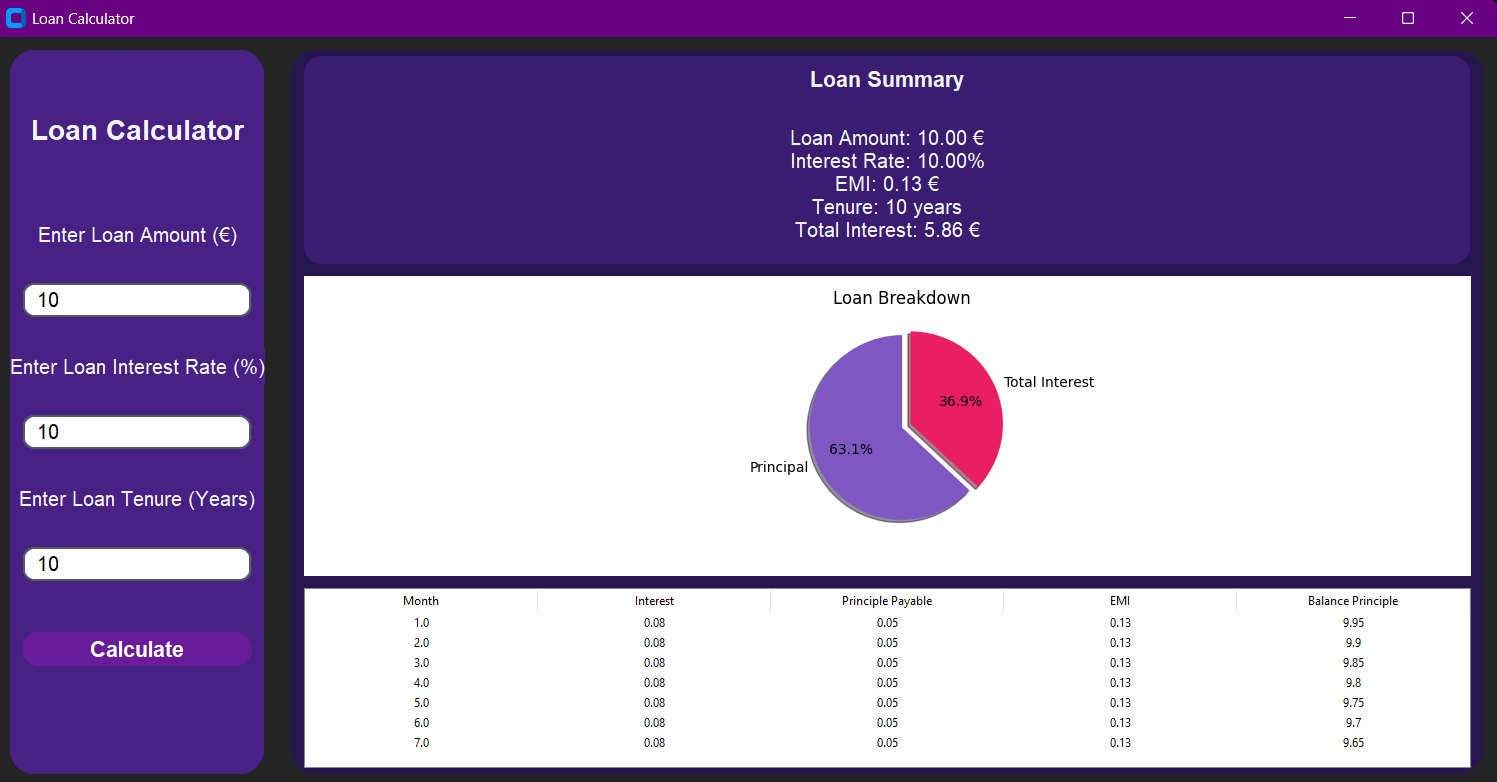 Loan Calculator
Loan Calculator
Enter Loan Amount (€)
10
Enter Loan Interest Rate (%)
10
Enter Loan Tenure (Years)
10
Calculate
Loan Summary
Loan Amount: 10.00 €
Interest Rate: 10.00%
EMI: 0.13 €
Tenure: 10 years
Total Interest: 5.86 €
Loan Breakdown
Total Interest
36.9%
63.1%
Principal
Month Interest Principle Payable EMI Balance Principle
1.0 0.08 0.05 0.13 9.95
2.0 0.08 0.05 0.13 9.9
3.0 0.08 0.05 0.13 9.85
4.0 0.08 0.05 0.13 9.8
5.0 0.08 0.05 0.13 9.75
6.0 0.08 0.05 0.13 9.7
7.0 0.08 0.05 0.13 9.65